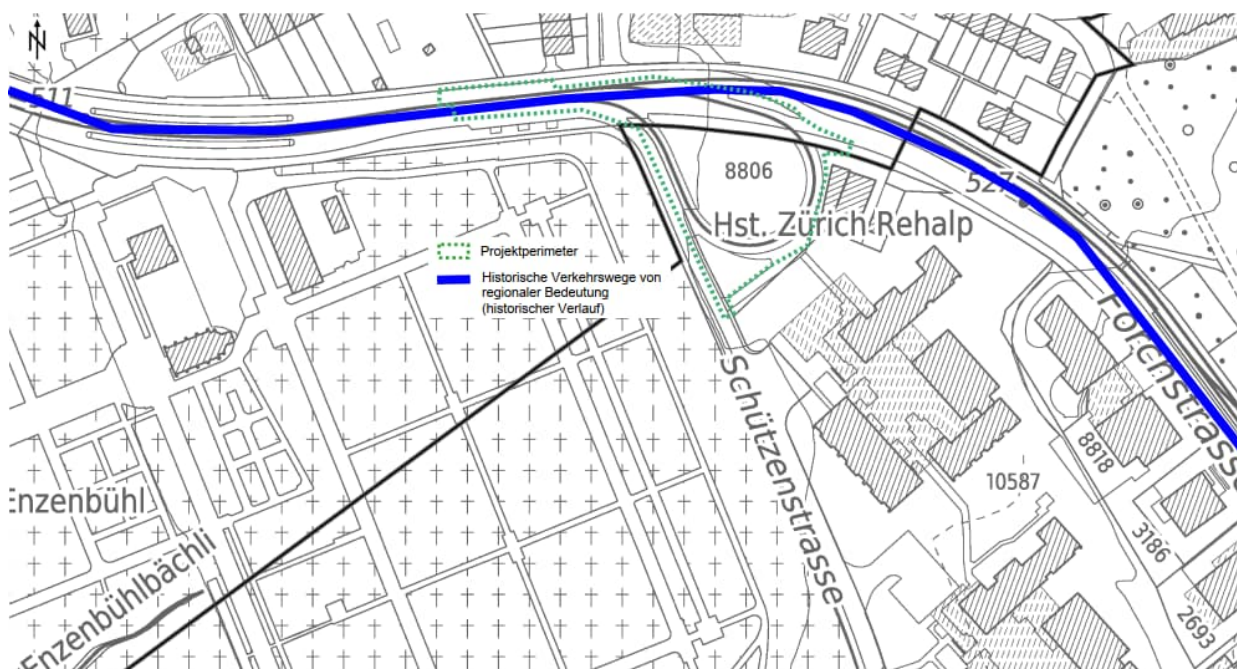 N
511
8806
527
Hst. Zürich-Rehalp
Projektperimeter
Historische Verkehrswege von
regionaler Bedeutung
(historischer Verlauf)
Forchstrasse
Schützenstrasse
8818
10587
Enzenbühl
3186
Enzenbühlbächli
2693